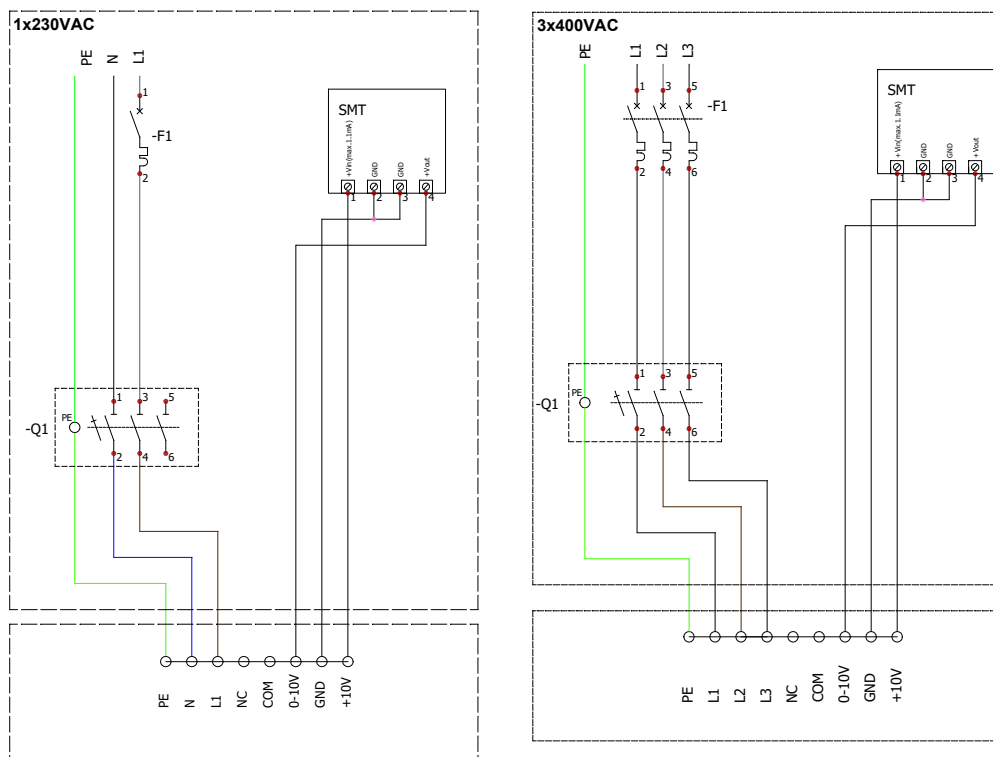 1x230VAC
PE
N
L1
1
-F1
2
SMT
+Vin(max.1.1mA)
GND
GND
+Vout
1
2
3
4
-Q1
PE
1
3
5
2
4
6
PE
N
L1
NC
COM
0-10V
GND
+10V
3x400VAC
PE
L1
L2
L3
1
3
5
-F1
2
4
6
SMT
+ Vin(max.1.1mA)
GND
GND
+ Vout
1
2
3
4
-Q1
PE
1
3
5
2
4
6
PE
L1
L2
L3
NC
COM
0-10V
GND
+10V